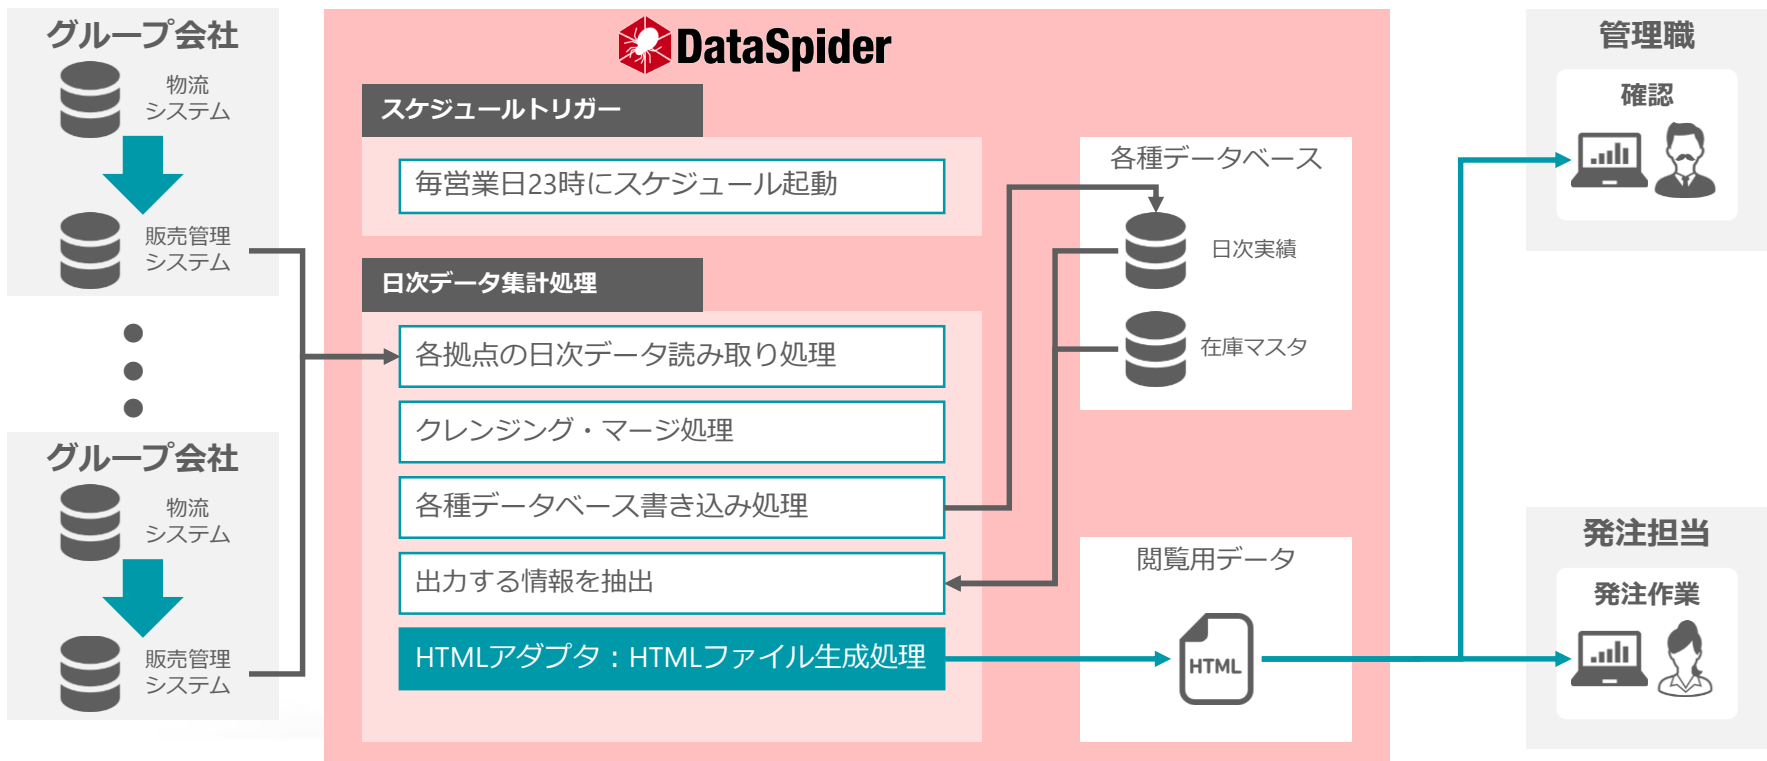 グループ会社
物流
システム
販売管理
システム
グループ会社
物流
システム
販売管理
システム
DataSpider
スケジュールトリガー
毎営業日23時にスケジュール起動
日次データ集計処理
各拠点の日次データ読み取り処理
クレンジング・マージ処理
各種データベース書き込み処理
出力する情報を抽出
HTMLアダプタ：HTMLファイル生成処理
各種データベース
日次実績
在庫マスタ
閲覧用データ
HTML
管理職
確認
発注担当
発注作業